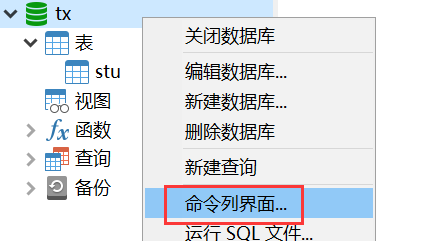 tx
表
stu
视图
fx 函数
查询
备份
关闭数据库
编辑数据库...
新建数据库...
删除数据库
新建查询
命令列界面...
运行 SQL 文件...